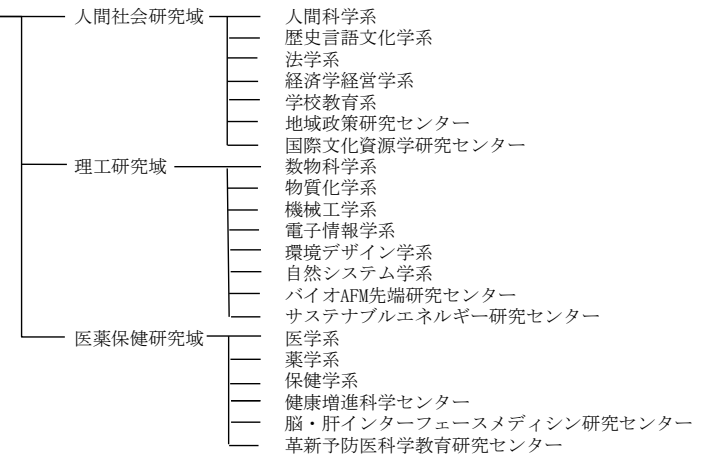 人間社会研究域 人間科学系
歴史言語文化学系
法学系
経済学経営学系
学校教育系
地域政策研究センター
国際文化資源学研究センター
理工研究域 数物科学系
物質化学系
機械工学系
電子情報学系
環境デザイン学系
自然システム学系
バイオAFM先端研究センター
サステナブルエネルギー研究センター
医薬保健研究域 医学系
薬学系
保健学系
健康増進科学センター
脳・肝インターフェースメディシン研究センター
革新予防医科学教育研究センター